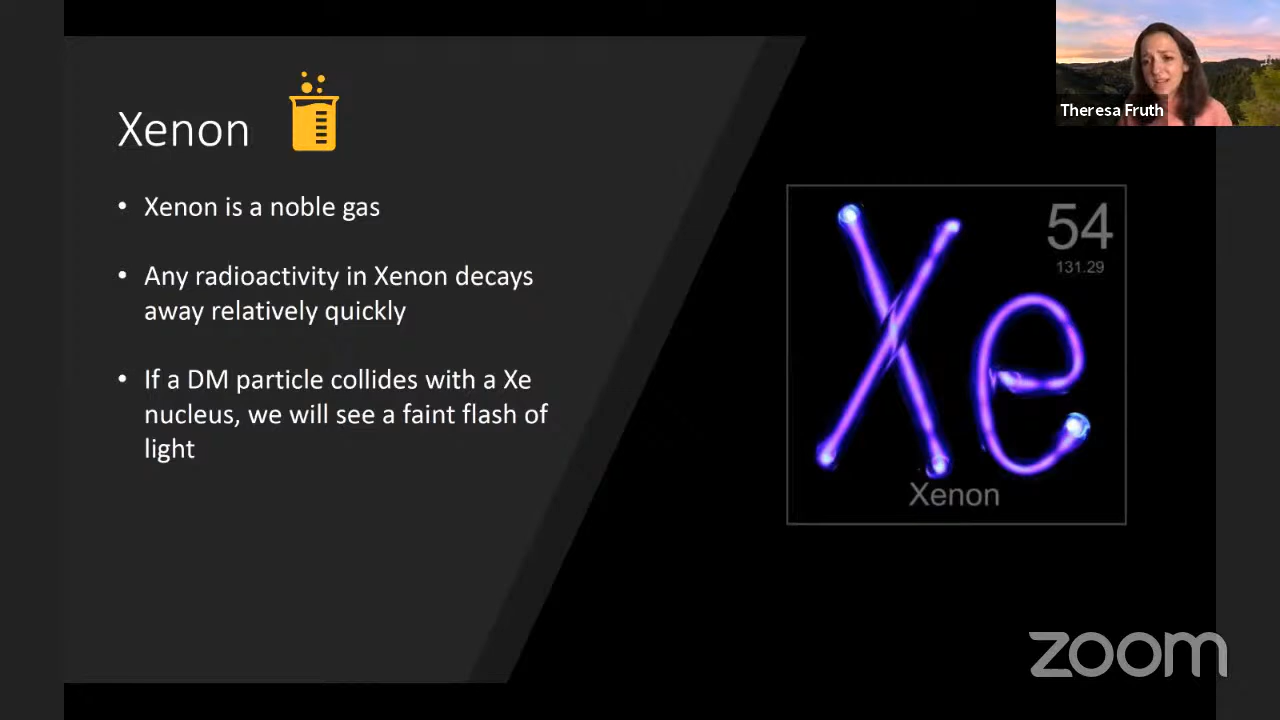 Xenon
• Xenon is a noble gas
• Any radioactivity in Xenon decays
away relatively quickly
• If a DM particle collides with a Xe
nucleus, we will see a faint flash of
light
Theresa Fruth
54
131.29
Xe
Xenon
zoom